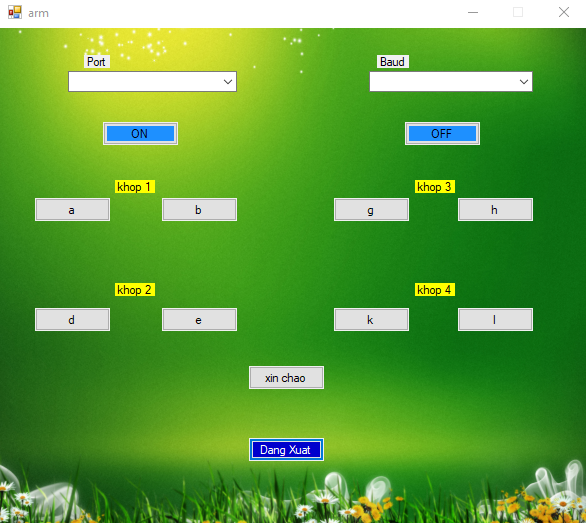 arm
Port
Baud
ON
OFF
khop 1
khop 3
a
b
g
h
khop 2
khop 4
d
e
k
l
xin chao
Dang Xuat